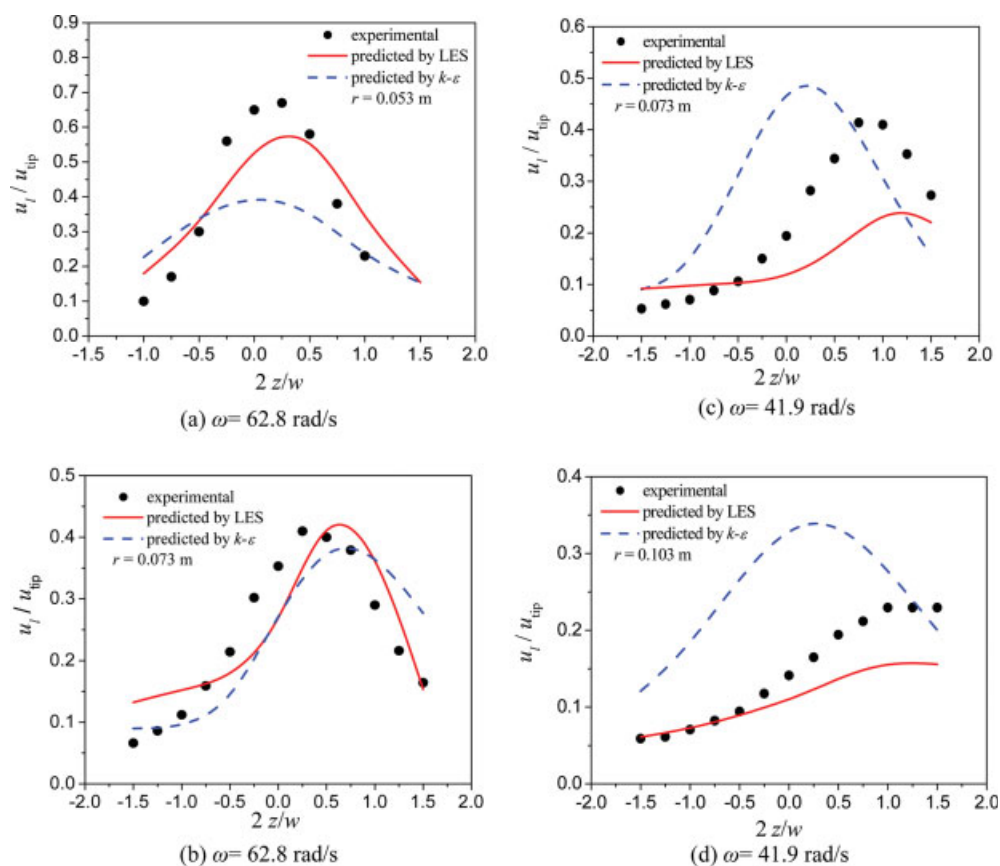 0.9
0.8
0.7
0.6
0.5
0.4
0.3
0.2
0.1
0.0
u_l / u_tip
experimental
predicted by LES
predicted by k-ε
r = 0.053 m
-1.5 -1.0 -0.5 0.0 0.5 1.0 1.5 2.0
2 z/w
(a) ω= 62.8 rad/s
0.6
0.5
0.4
0.3
0.2
0.1
0.0
u_l / u_tip
experimental
predicted by LES
predicted by k-ε
r = 0.073 m
-2.0 -1.5 -1.0 -0.5 0.0 0.5 1.0 1.5 2.0
2 z/w
(c) ω= 41.9 rad/s
0.5
0.4
0.3
0.2
0.1
0.0
u_l / u_tip
experimental
predicted by LES
predicted by k-ε
r = 0.073 m
-2.0 -1.5 -1.0 -0.5 0.0 0.5 1.0 1.5 2.0
2 z/w
(b) ω= 62.8 rad/s
0.4
0.3
0.2
0.1
0.0
u_l / u_tip
experimental
predicted by LES
predicted by k-ε
r = 0.103 m
-2.0 -1.5 -1.0 -0.5 0.0 0.5 1.0 1.5 2.0
2 z/w
(d) ω= 41.9 rad/s